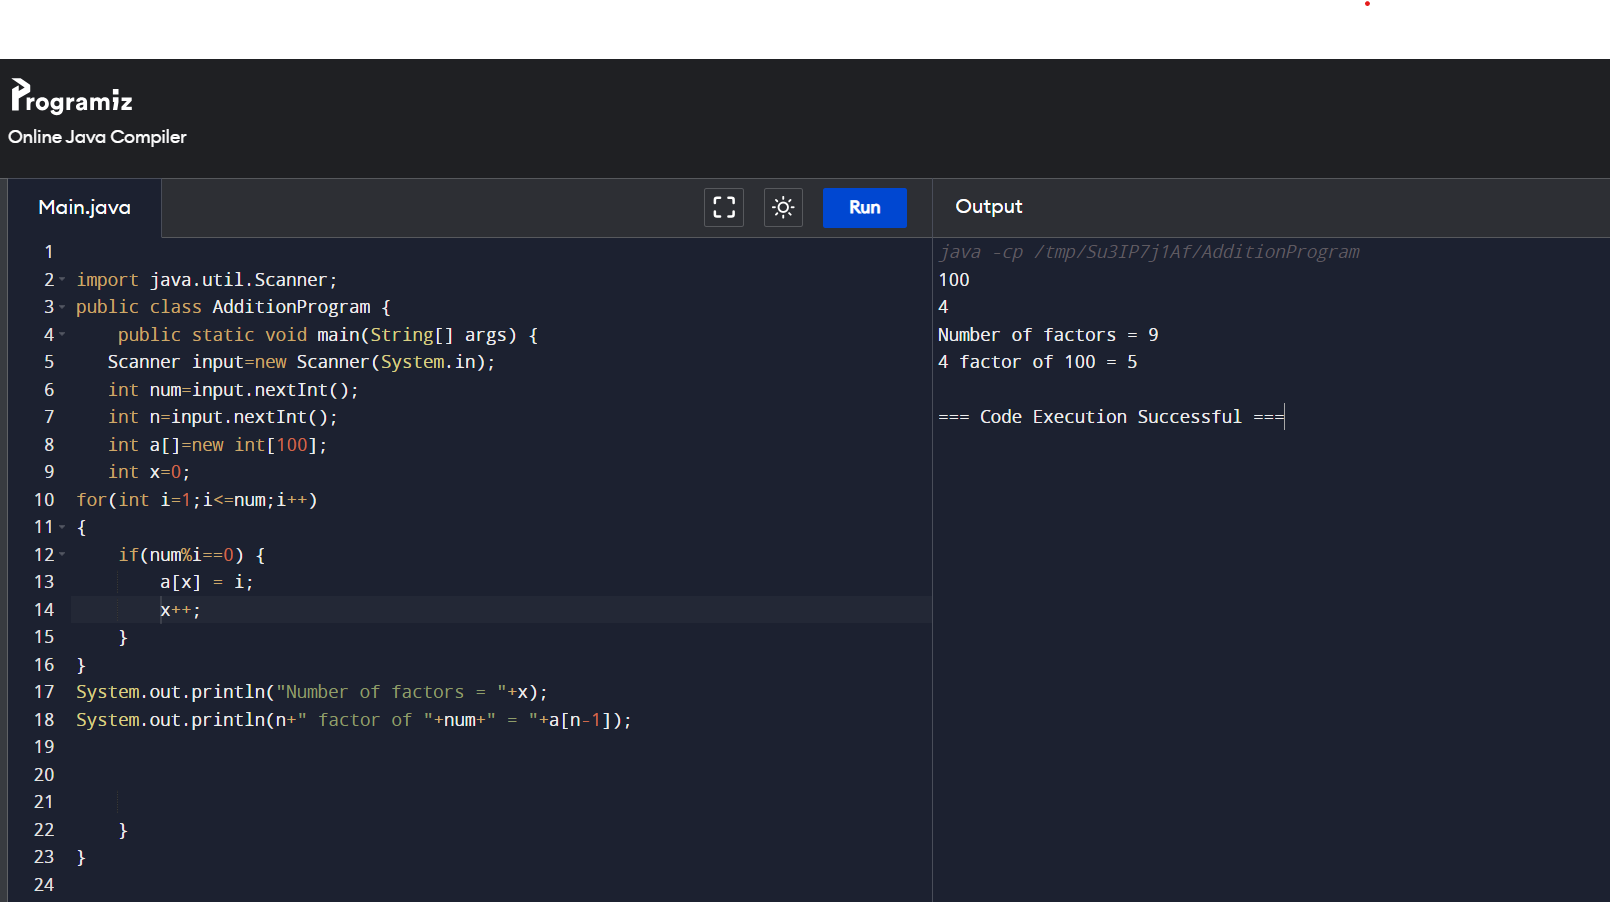 Programiz
Online Java Compiler
Main.java
Run
Output
1
2 import java.util.Scanner;
3 public class AdditionProgram {
4     public static void main(String[] args) {
5    Scanner input=new Scanner(System.in);
6    int num=input.nextInt();
7    int n=input.nextInt();
8    int a[]=new int[100];
9    int x=0;
10 for(int i=1;i<=num;i++)
11 {
12     if(num%i==0) {
13         a[x] = i;
14         x++;
15     }
16 }
17 System.out.println("Number of factors = "+x);
18 System.out.println(n+" factor of "+num+" = "+a[n-1]);
19
20
21
22     }
23 }
24
java -cp /tmp/Su3IP7j1Af/AdditionProgram
100
4
Number of factors = 9
4 factor of 100 = 5
=== Code Execution Successful ===